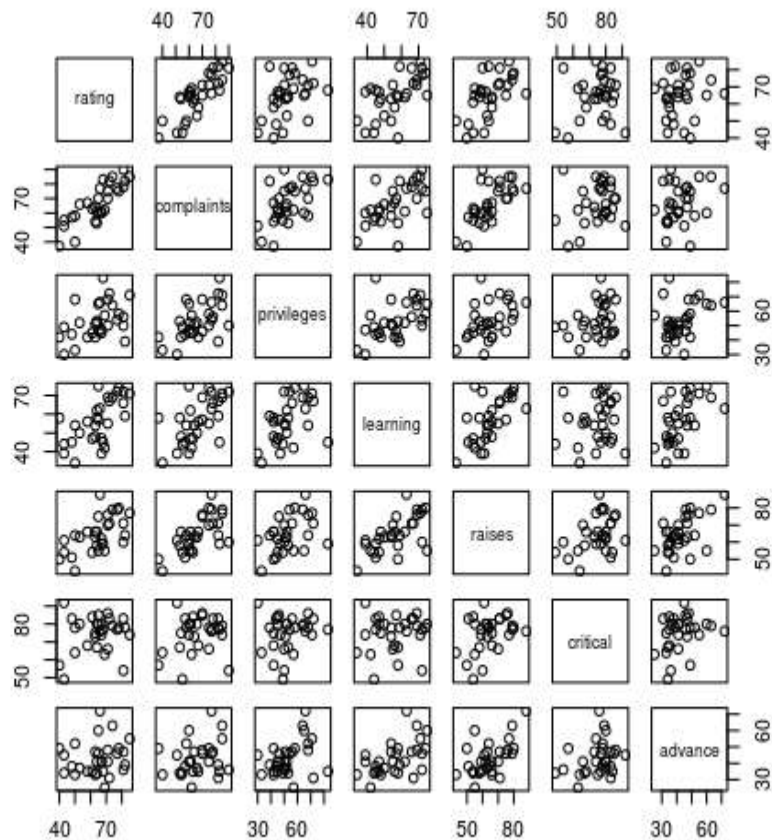 40 70 40 60 50 80
rating 40 70
40 70 complaints
privileges 30 60
40 70 learning
raises 50 80
50 80 critical
advance 30 60
40 70 30 60 50 80 30 60